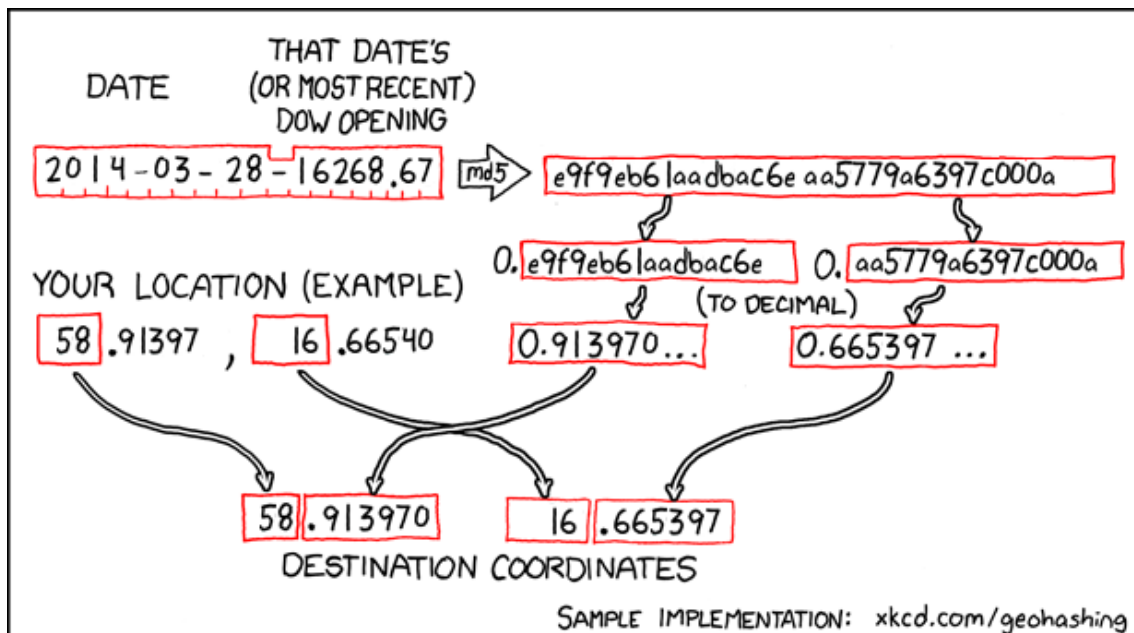 DATE
THAT DATE'S
(OR MOST RECENT)
DOW OPENING
2014-03-28-16268.67
md5
e9f9eb61aadbac6e aa5779a6397c000a
0. e9f9eb61aadbac6e
0. aa5779a6397c000a
YOUR LOCATION (EXAMPLE)
(TO DECIMAL)
58.91397, 16.66540
0.913970...
0.665397 ...
58.913970
16.665397
DESTINATION COORDINATES
SAMPLE IMPLEMENTATION: xkcd.com/geohashing